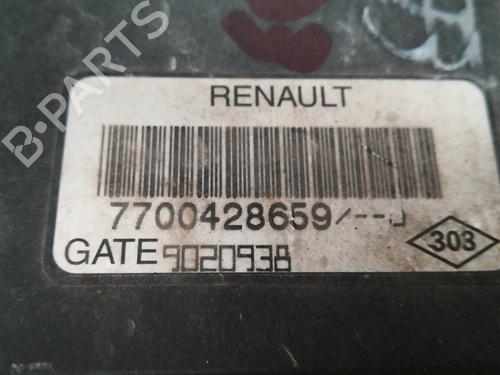 B-PARTS
RENAULT
7700428659/--J
303
GATE 9020938